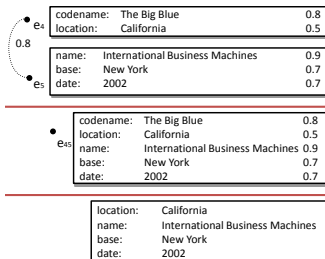 e4
codename: The Big Blue 0.8
location: California 0.5
0.8
name: International Business Machines 0.9
base: New York 0.7
e5
date: 2002 0.7
codename: The Big Blue 0.8
e45
location: California 0.5
name: International Business Machines 0.9
base: New York 0.7
date: 2002 0.7
location: California
name: International Business Machines
base: New York
date: 2002